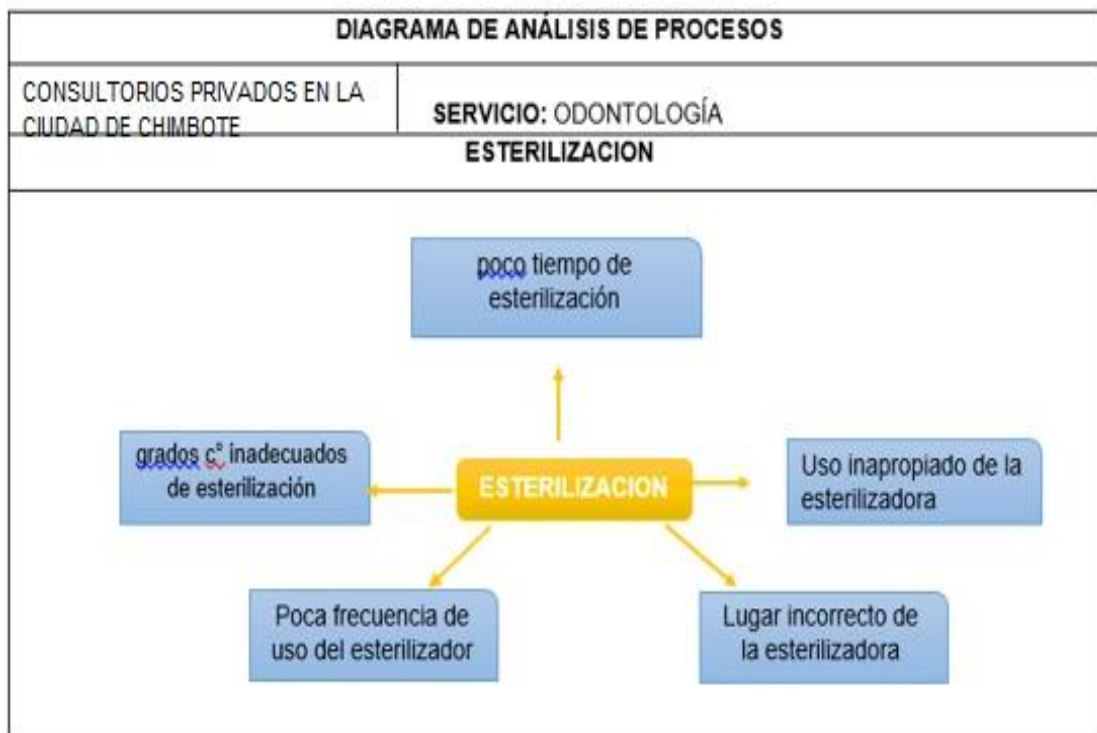 DIAGRAMA DE ANÁLISIS DE PROCESOS
CONSULTORIOS PRIVADOS EN LA
CIUDAD DE CHIMBOTE
SERVICIO: ODONTOLOGÍA
ESTERILIZACION
poco tiempo de
esterilización
grados c° inadecuados
de esterilización
ESTERILIZACION
Uso inapropiado de la
esterilizadora
Poca frecuencia de
uso del esterilizador
Lugar incorrecto de
la esterilizadora